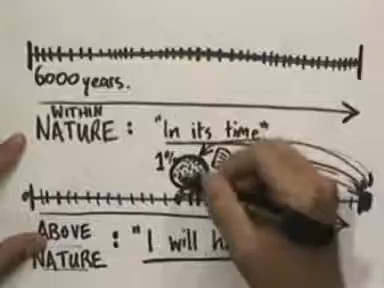 6000 years.
WITHIN
NATURE: "In its time"
1%
ABOVE
NATURE: "I will